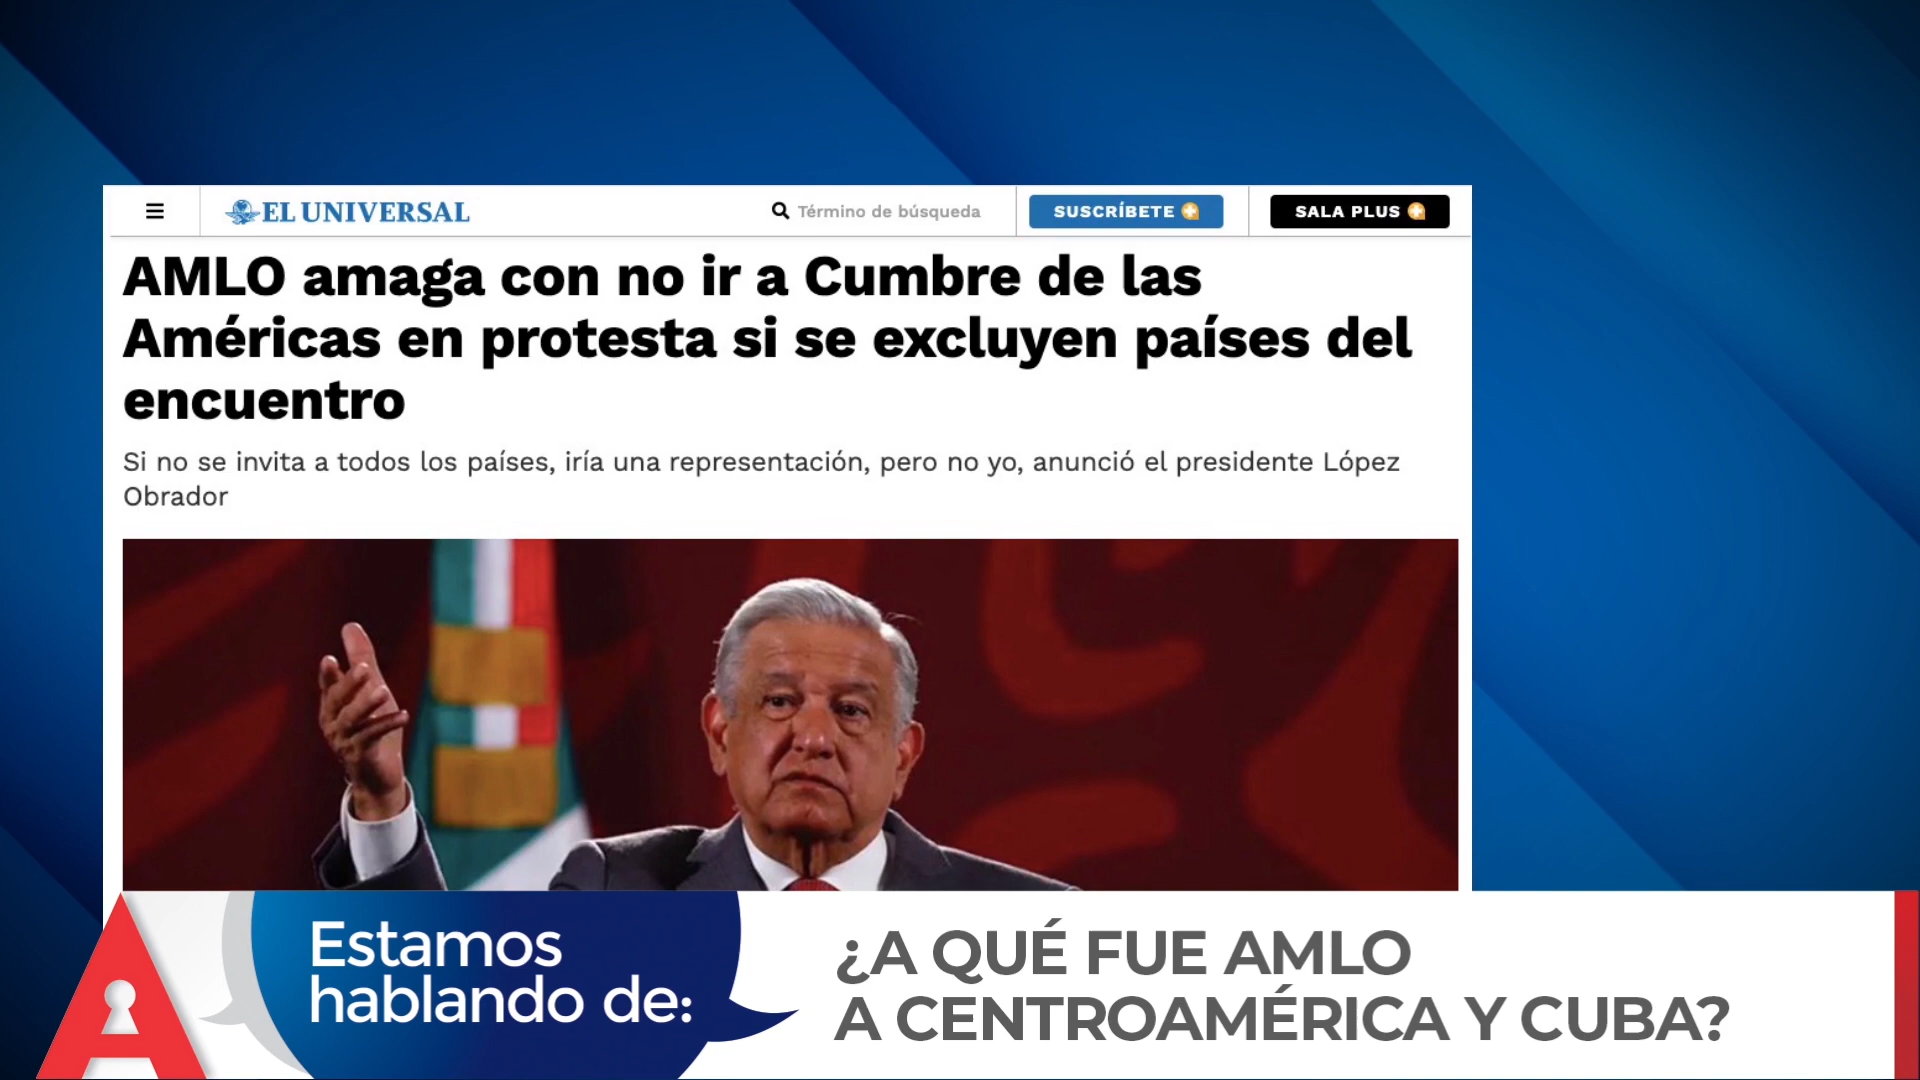 EL UNIVERSAL
Término de búsqueda
SUSCRÍBETE
SALA PLUS
AMLO amaga con no ir a Cumbre de las
Américas en protesta si se excluyen países del
encuentro
Si no se invita a todos los países, iría una representación, pero no yo, anunció el presidente López
Obrador
Estamos
hablando de:
¿A QUÉ FUE AMLO
A CENTROAMÉRICA Y CUBA?